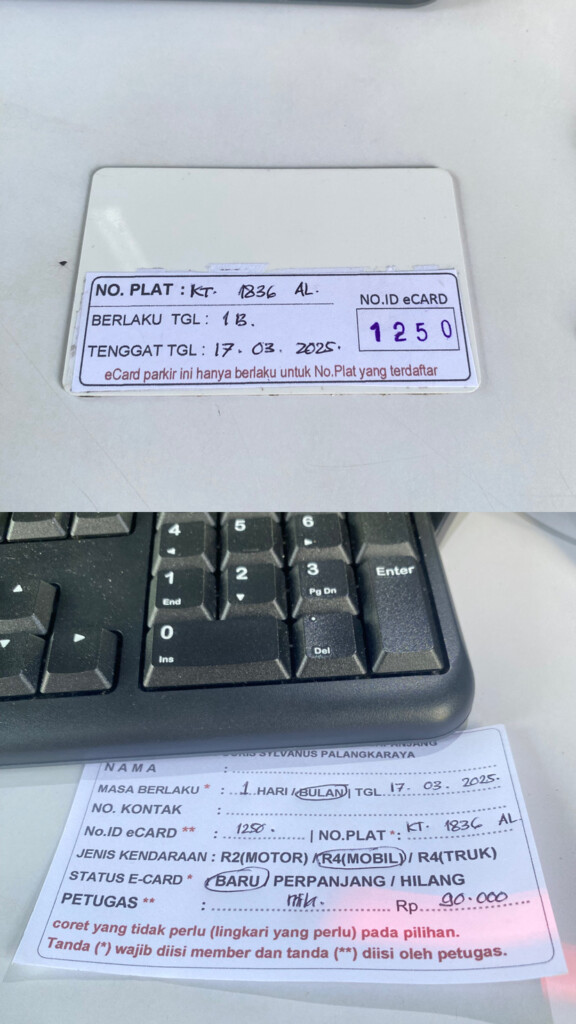 NO. PLAT : KT. 1836 AL.
BERLAKU TGL : 1 B.
NO.ID eCARD
1250
TENGGAT TGL : 17. 03. 2025.
eCard parkir ini hanya berlaku untuk No.Plat yang terdaftar
4 5 6
1 2 3 Enter
End Pg Dn
0
Ins Del
SYLVANUS PALANGKARAYA
NAMA :
MASA BERLAKU * : 1 HARI / BULAN | TGL 17. 03. 2025.
NO. KONTAK :
No.ID eCARD ** : 1250. | NO.PLAT * : KT. 1836 AL
JENIS KENDARAAN : R2(MOTOR) / R4(MOBIL) / R4(TRUK)
STATUS E-CARD * BARU / PERPANJANG / HILANG
PETUGAS ** : Rp. 90.000
coret yang tidak perlu (lingkari yang perlu) pada pilihan.
Tanda (*) wajib diisi member dan tanda (**) diisi oleh petugas.